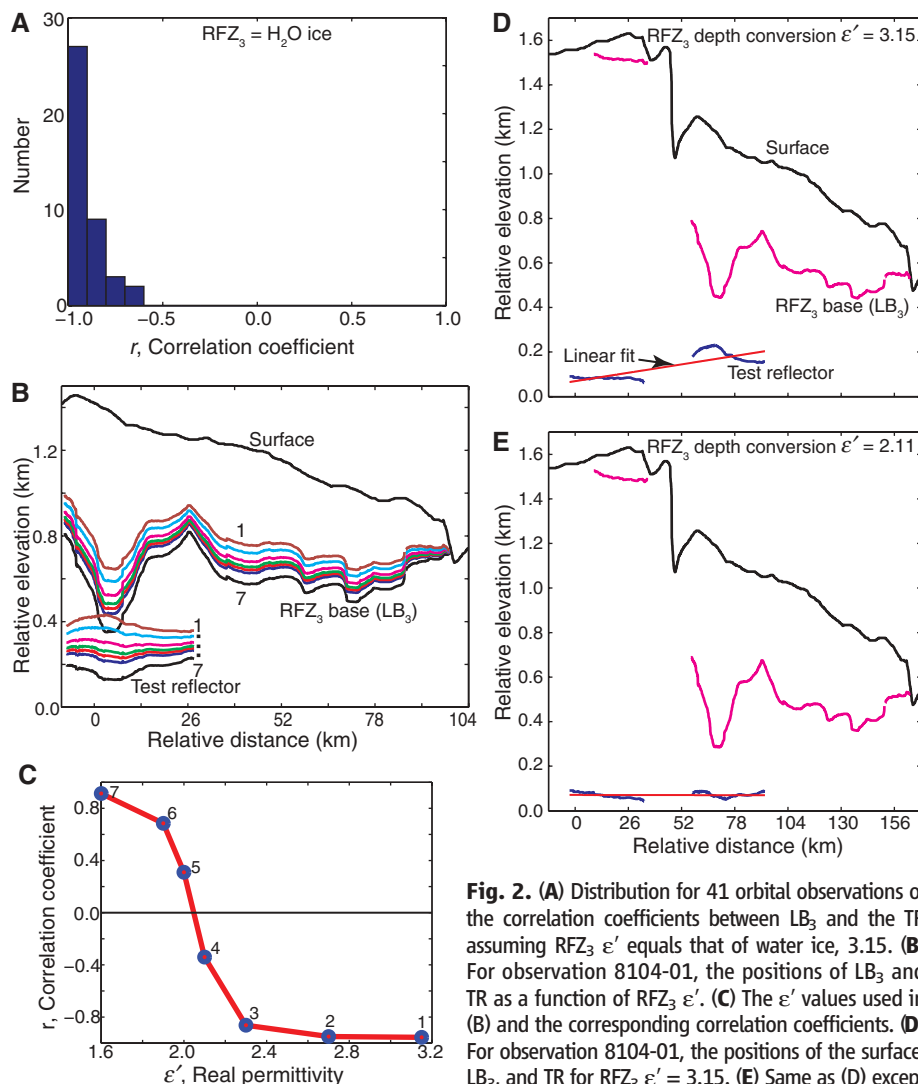 A
RFZ₃ = H₂O ice
30
20
10
0
Number
-1.0
-0.5
0.0
0.5
1.0
r, Correlation coefficient
B
Surface
1.2
0.8
0.4
0.0
Relative elevation (km)
1
7
RFZ₃ base (LB₃)
1
7
Test reflector
0
26
52
78
104
Relative distance (km)
C
0.8
0.4
0.0
−0.4
−0.8
r, Correlation coefficient
7
6
5
4
3
2
1
1.6
2.0
2.4
2.8
3.2
ε′, Real permittivity
D
RFZ₃ depth conversion ε′ = 3.15
1.6
1.4
1.2
1.0
0.8
0.6
0.4
0.2
0.0
Relative elevation (km)
Surface
RFZ₃ base (LB₃)
Linear fit
Test reflector
E
RFZ₃ depth conversion ε′ = 2.11
1.6
1.4
1.2
1.0
0.8
0.6
0.4
0.2
0.0
Relative elevation (km)
0
26
52
78
104
130
156
Relative distance (km)
Fig. 2. (A) Distribution for 41 orbital observations o
the correlation coefficients between LB₃ and the TR
assuming RFZ₃ ε′ equals that of water ice, 3.15. (B
For observation 8104-01, the positions of LB₃ and
TR as a function of RFZ₃ ε′. (C) The ε′ values used in
(B) and the corresponding correlation coefficients. (D
For observation 8104-01, the positions of the surface
LB₃, and TR for RFZ₃ ε′ = 3.15. (E) Same as (D) excep